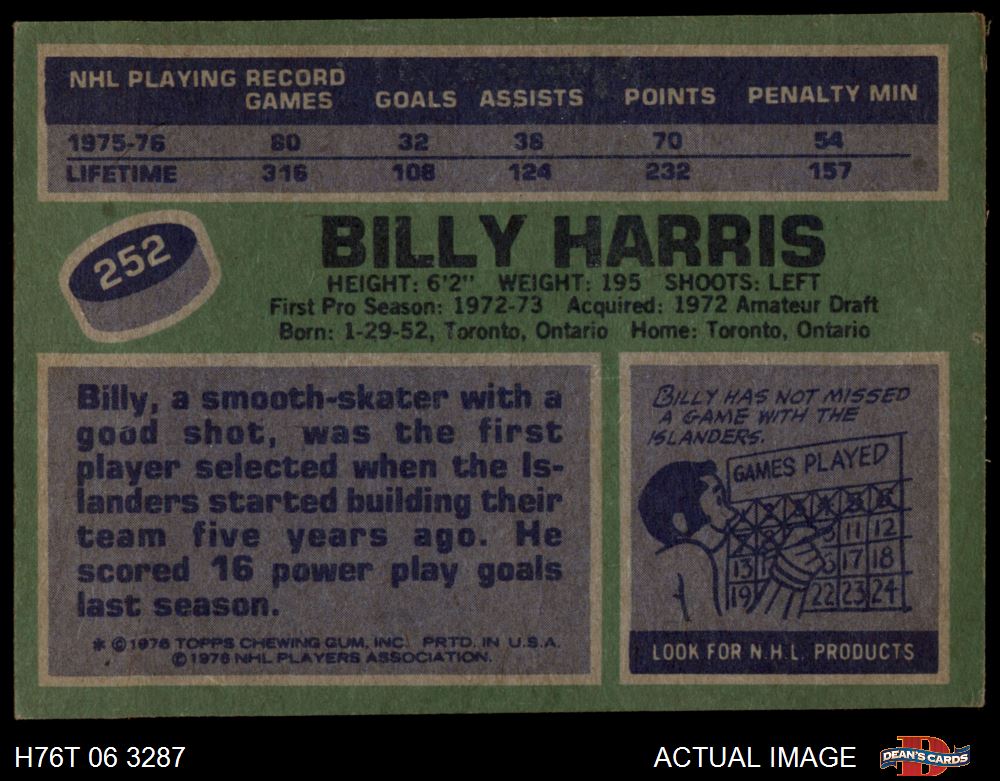 NHL PLAYING RECORD
GAMES GOALS ASSISTS POINTS PENALTY MIN
1975-76 80 32 38 70 54
LIFETIME 316 108 124 232 157
252
BILLY HARRIS
HEIGHT: 6'2" WEIGHT: 195 SHOOTS: LEFT
First Pro Season: 1972-73 Acquired: 1972 Amateur Draft
Born: 1-29-52, Toronto, Ontario Home: Toronto, Ontario
Billy, a smooth-skater with a
good shot, was the first
player selected when the Is-
landers started building their
team five years ago. He
scored 16 power play goals
last season.
* © 1976 TOPPS CHEWING GUM, INC. PRTD. IN U.S.A.
© 1976 NHL PLAYERS ASSOCIATION.
BILLY HAS NOT MISSED
A GAME WITH THE
ISLANDERS.
GAMES PLAYED
11 12
13 17 18
19 22 23 24
LOOK FOR N.H.L. PRODUCTS
H76T 06 3287 ACTUAL IMAGE DEAN'S CARDS